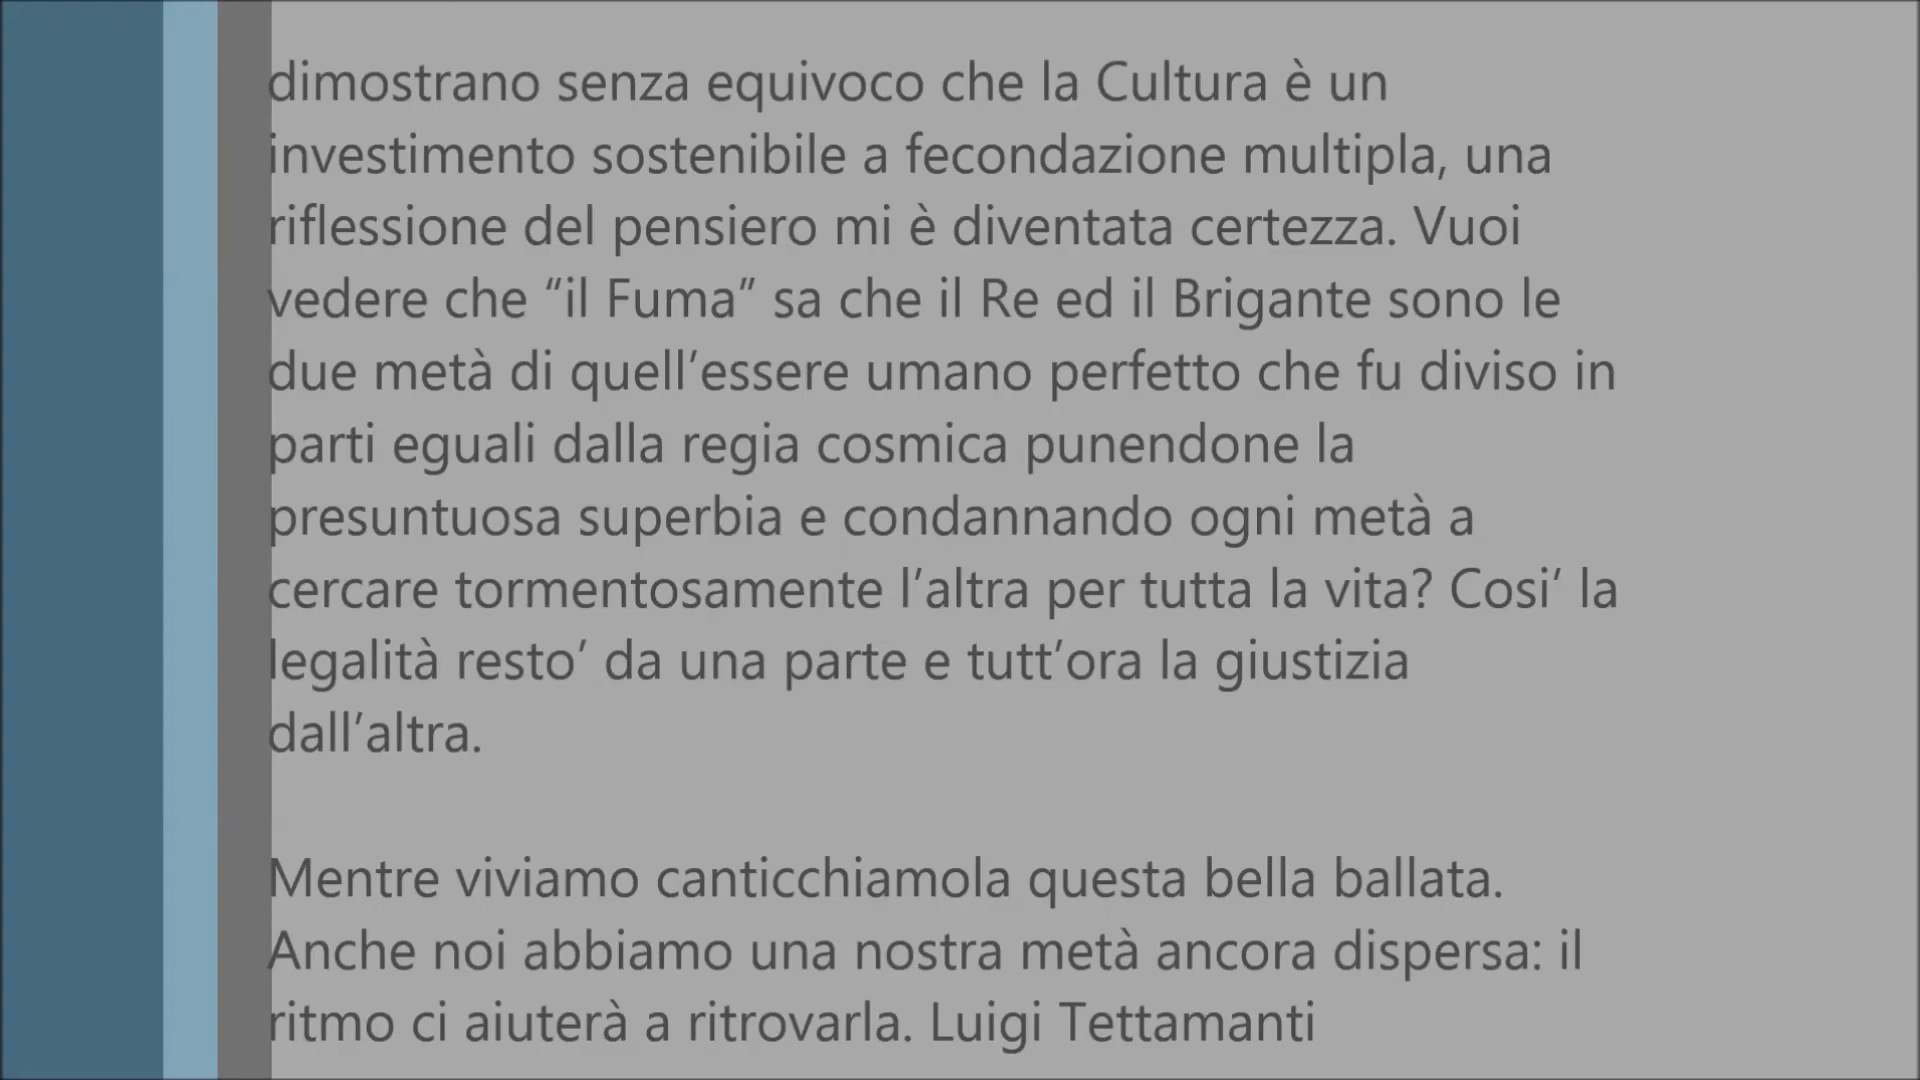 dimostrano senza equivoco che la Cultura è un
investimento sostenibile a fecondazione multipla, una
riflessione del pensiero mi è diventata certezza. Vuoi
vedere che “il Fuma” sa che il Re ed il Brigante sono le
due metà di quell’essere umano perfetto che fu diviso in
parti eguali dalla regia cosmica punendone la
presuntuosa superbia e condannando ogni metà a
cercare tormentosamente l’altra per tutta la vita? Cosi’ la
legalità resto’ da una parte e tutt’ora la giustizia
dall’altra.
Mentre viviamo canticchiamola questa bella ballata.
Anche noi abbiamo una nostra metà ancora dispersa: il
ritmo ci aiuterà a ritrovarla. Luigi Tettamanti